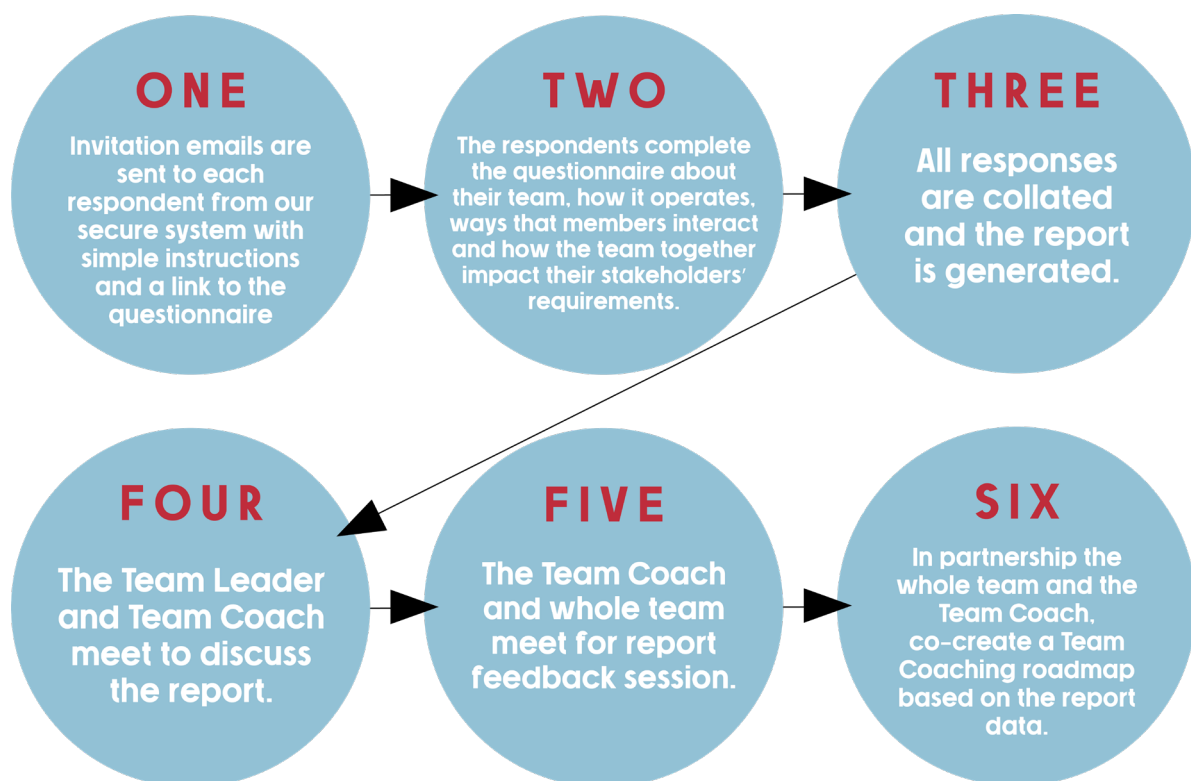 ONE
Invitation emails are
sent to each
respondent from our
secure system with
simple instructions
and a link to the
questionnaire
TWO
The respondents complete
the questionnaire about
their team, how it operates,
ways that members interact
and how the team together
impact their stakeholders'
requirements.
THREE
All responses
are collated
and the report
is generated.
FOUR
The Team Leader
and Team Coach
meet to discuss
the report.
FIVE
The Team Coach
and whole team
meet for report
feedback session.
SIX
In partnership the
whole team and the
Team Coach,
co-create a Team
Coaching roadmap
based on the report
data.